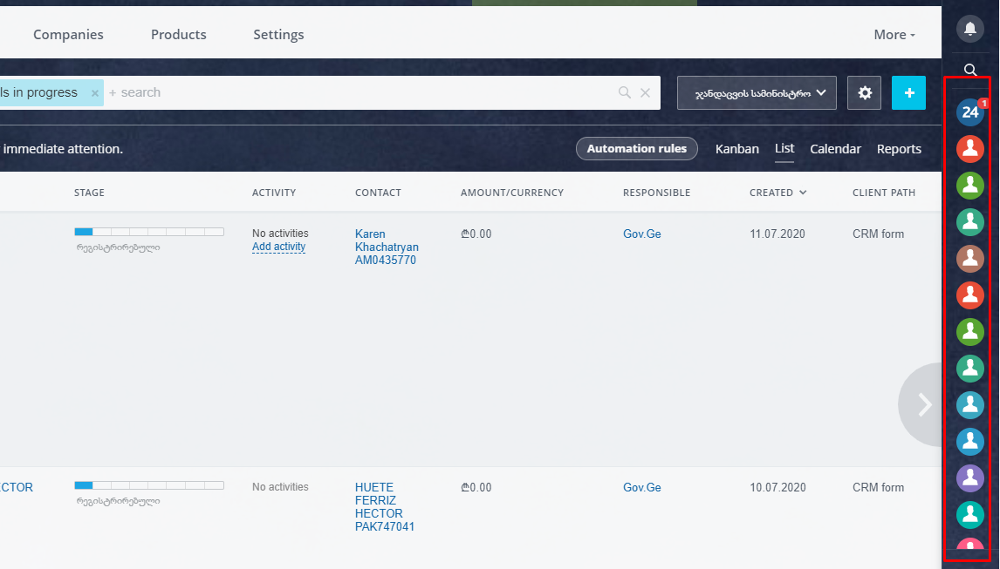 Companies Products Settings More
ls in progress × + search ჯანდაცვის სამინისტრო +
immediate attention. Automation rules Kanban List Calendar Reports
24 1
STAGE ACTIVITY CONTACT AMOUNT/CURRENCY RESPONSIBLE CREATED CLIENT PATH
No activities Karen ₾0.00 Gov.Ge 11.07.2020 CRM form
რეგისტრირებული Add activity Khachatryan
AM0435770
ECTOR No activities HUETE ₾0.00 Gov.Ge 10.07.2020 CRM form
რეგისტრირებული FERRIZ
HECTOR
PAK747041